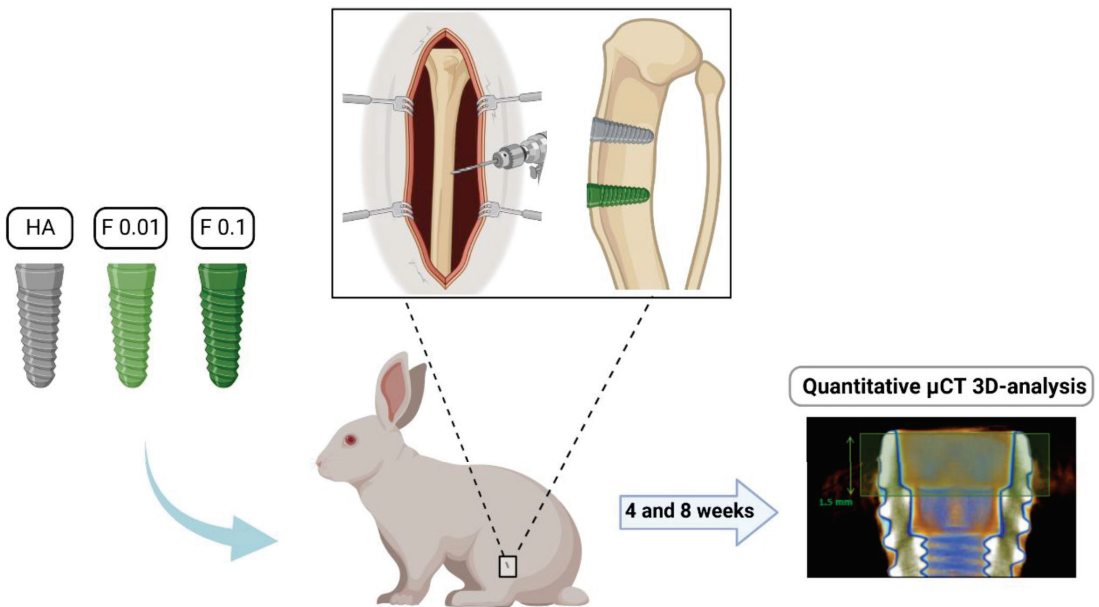 HA
F 0.01
F 0.1
4 and 8 weeks
Quantitative µCT 3D-analysis
1.5 mm